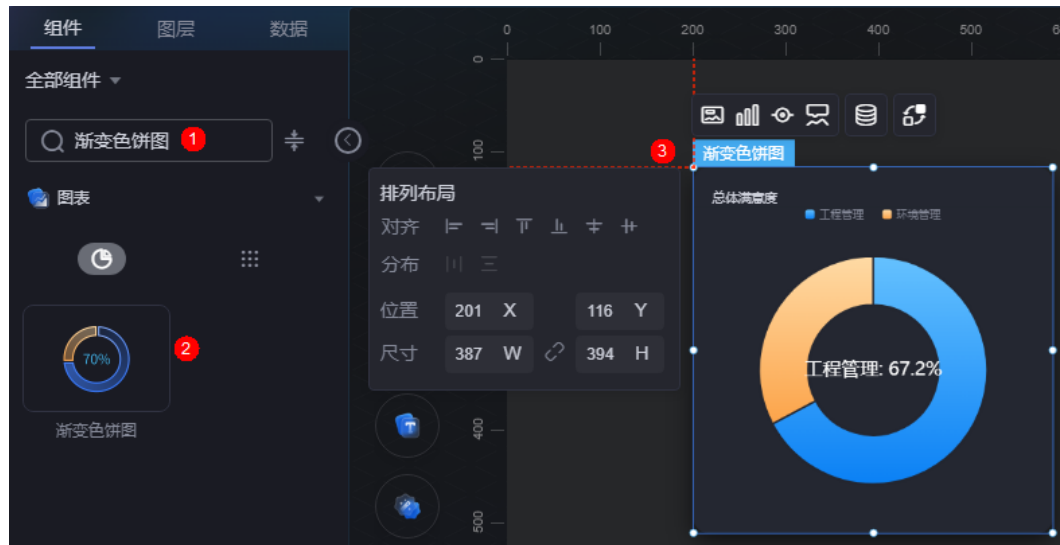 组件 图层 数据
全部组件
渐变色饼图 1
图表
70%
2
渐变色饼图
0 100 200 300 400 500 6
0
100
400
500
3
排列布局
对齐
分布
位置 201 X 116 Y
尺寸 387 W 394 H
T
渐变色饼图
总体满意度
工程管理 环境管理
工程管理: 67.2%